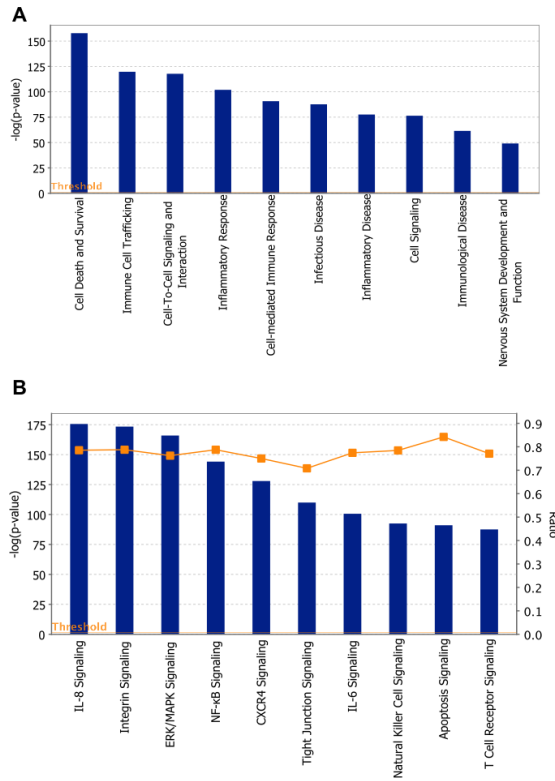 A
-log(p-value)
150
125
100
75
50
25
0
Threshold
Cell Death and Survival
Immune Cell Trafficking
Cell-To-Cell Signaling and
Interaction
Inflammatory Response
Cell-mediated Immune Response
Infectious Disease
Inflammatory Disease
Cell Signaling
Immunological Disease
Nervous System Development and
Function
B
-log(p-value)
175
150
125
100
75
50
25
0
Threshold
0.9
0.8
0.7
0.6
0.5
0.4
0.3
0.2
0.1
0.0
Ratio
IL-8 Signaling
Integrin Signaling
ERK/MAPK Signaling
NF-κB Signaling
CXCR4 Signaling
Tight Junction Signaling
IL-6 Signaling
Natural Killer Cell Signaling
Apoptosis Signaling
T Cell Receptor Signaling